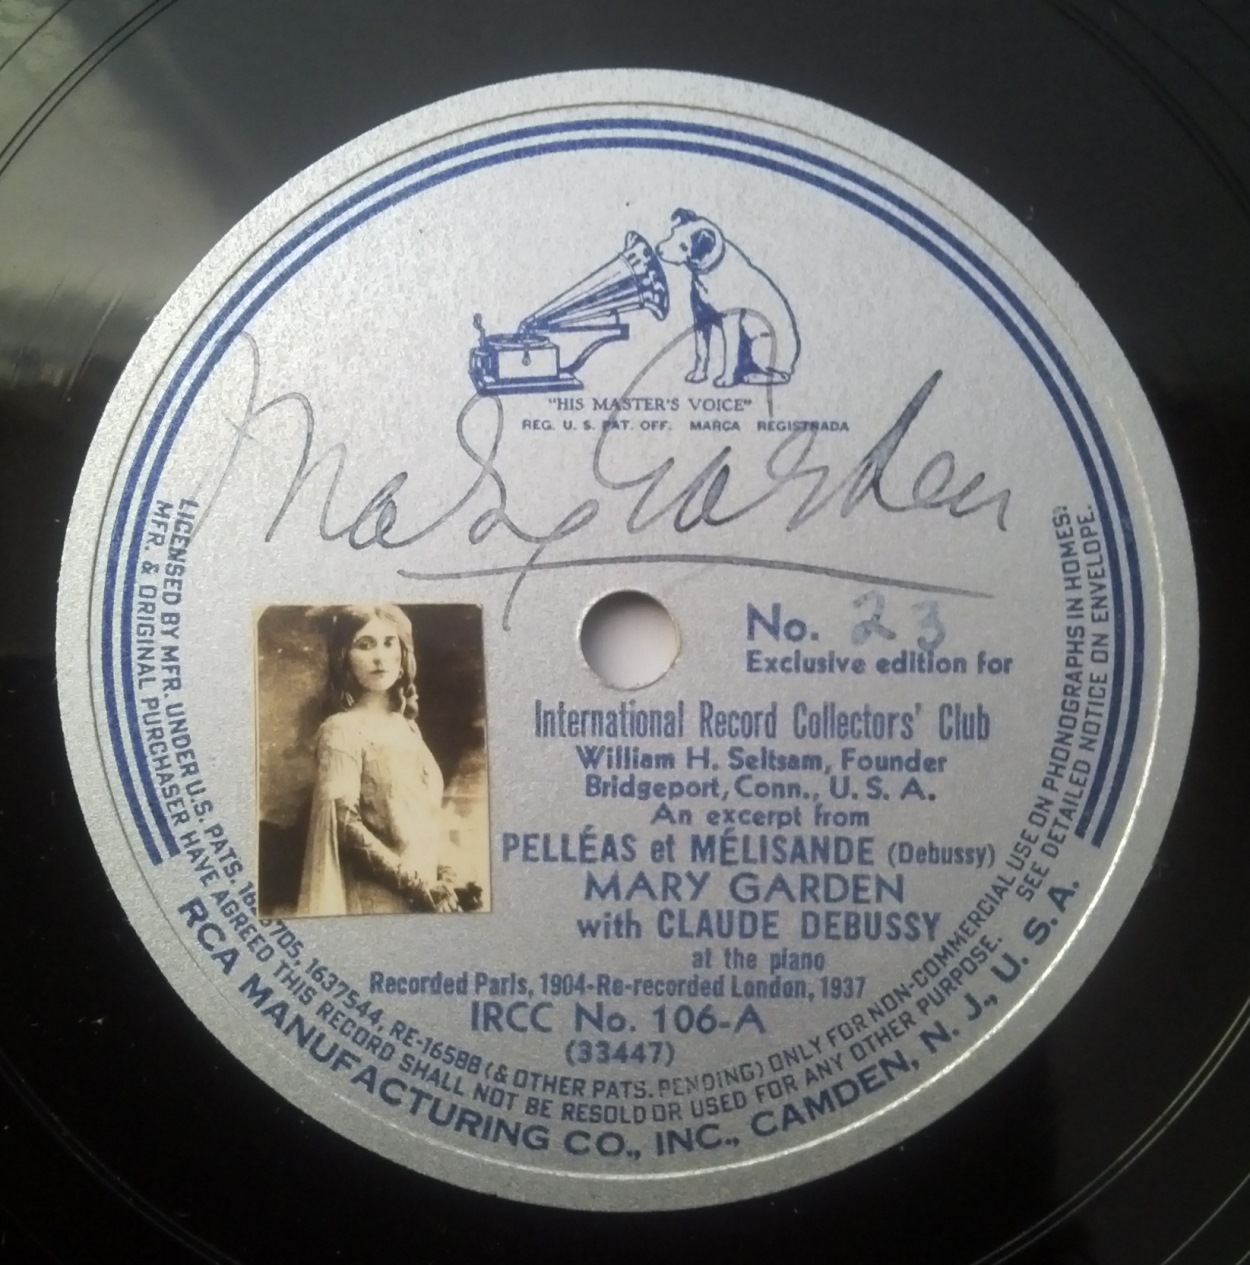 "HIS MASTER'S VOICE"
REG. U. S. PAT. OFF. MARCA REGISTRADA
Mary Garden
No. 23
Exclusive edition for
International Record Collectors' Club
William H. Seltsam, Founder
Bridgeport, Conn., U. S. A.
An excerpt from
PELLÉAS et MÉLISANDE (Debussy)
MARY GARDEN
with CLAUDE DEBUSSY
at the piano
Recorded Paris, 1904-Re-recorded London, 1937
IRCC No. 106-A
(33447)
LICENSED BY MFR. UNDER U.S. PATS. 1637544, RE-16588 (& OTHER PATS. PENDING) ONLY FOR NON-COMMERCIAL USE ON PHONOGRAPHS IN HOMES:
MFR. & ORIGINAL PURCHASER HAVE AGREED THIS RECORD SHALL NOT BE RESOLD OR USED FOR ANY OTHER PURPOSE. SEE DETAILED NOTICE ON ENVELOPE.
RCA MANUFACTURING CO., INC., CAMDEN, N. J., U. S. A.